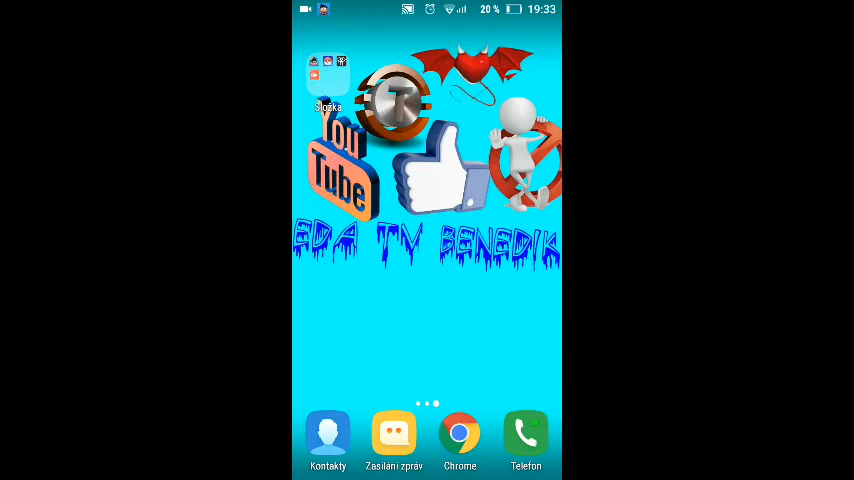 20 % 19:33
Složka
T
You
Tube
EDA TV BENEDIK
Kontakty
Zasílání zpráv
Chrome
Telefon